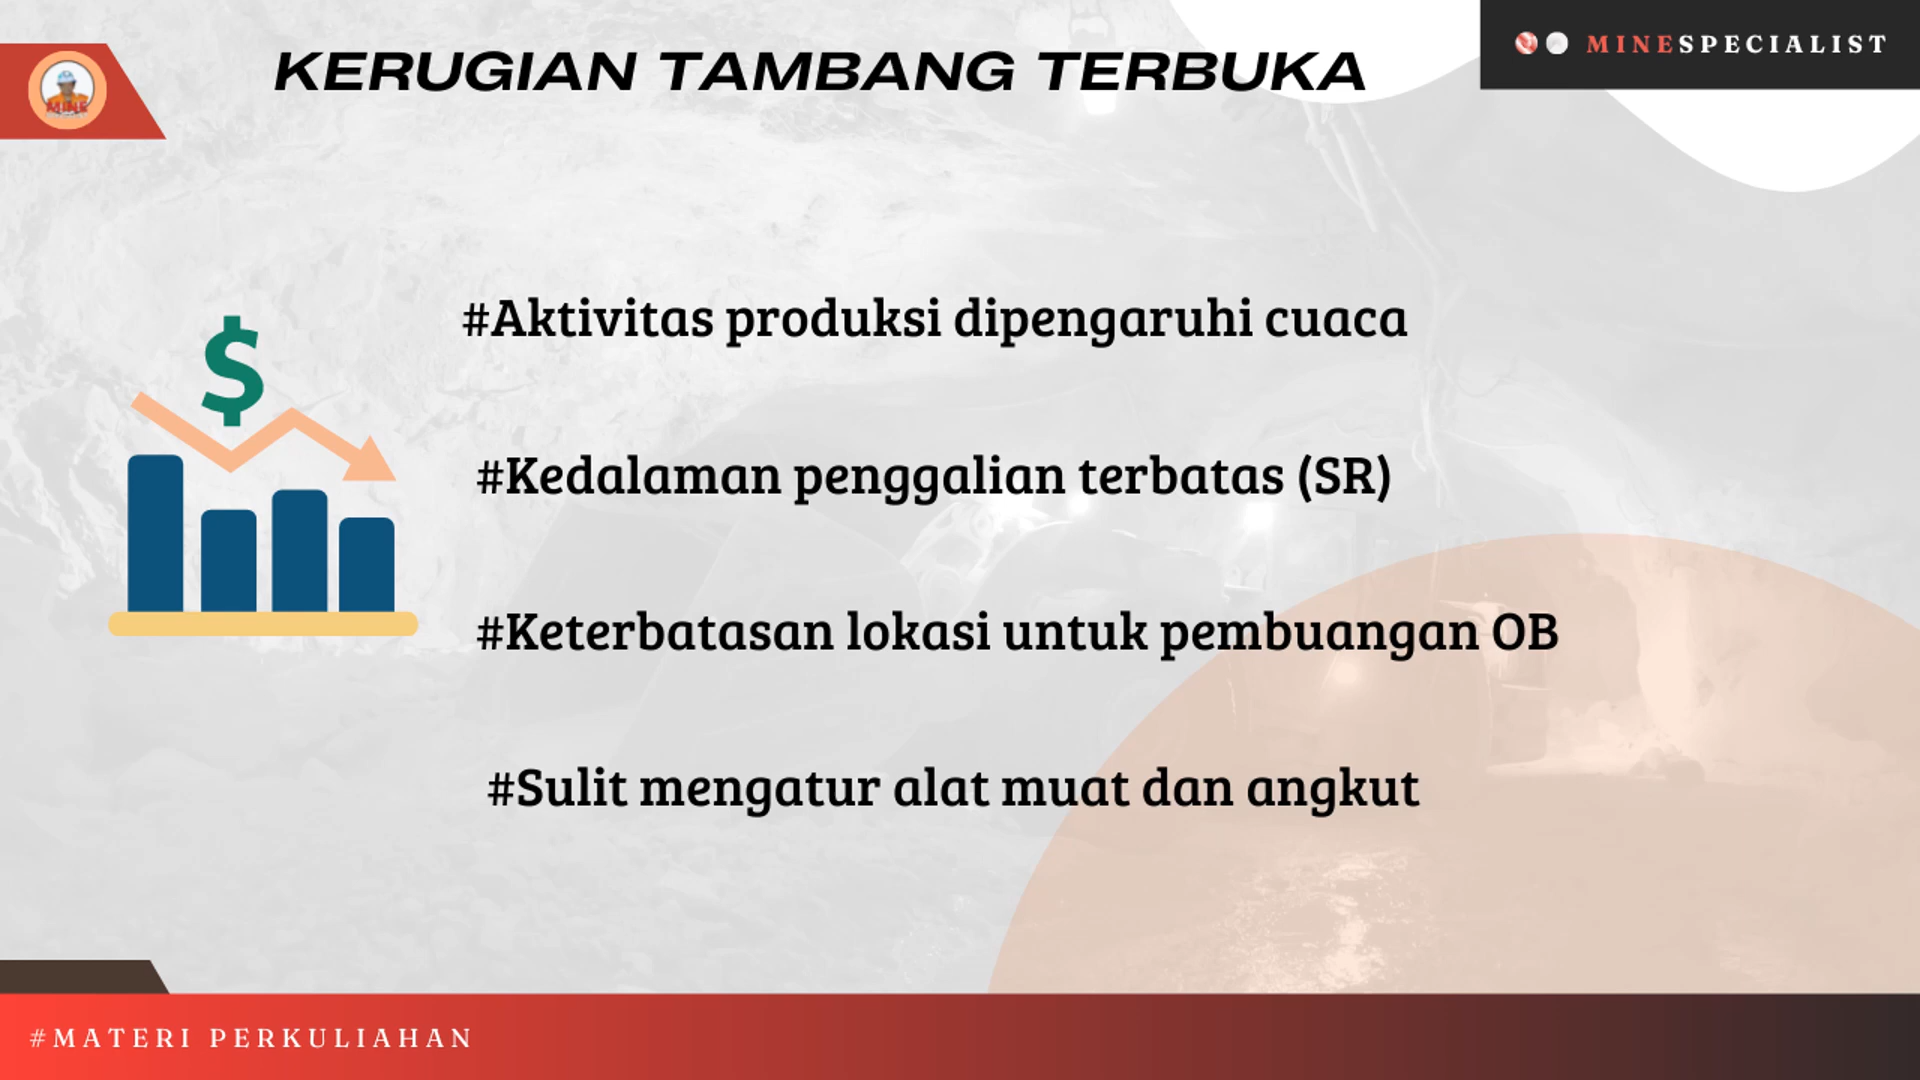 KERUGIAN TAMBANG TERBUKA
MINESPECIALIST
MINE
$
#Aktivitas produksi dipengaruhi cuaca
#Kedalaman penggalian terbatas (SR)
#Keterbatasan lokasi untuk pembuangan OB
#Sulit mengatur alat muat dan angkut
#MATERI PERKULIAHAN